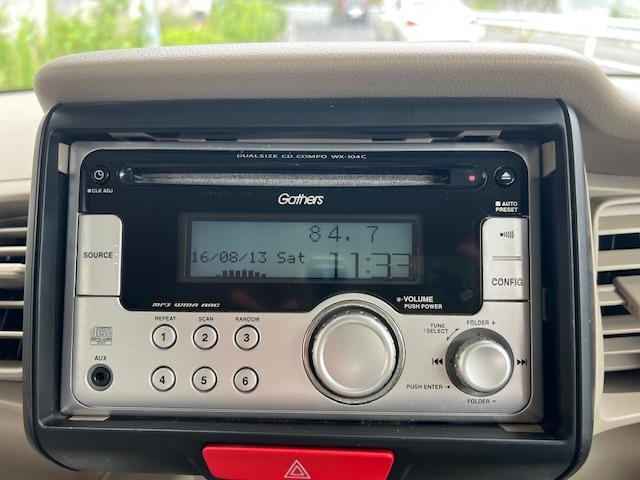 DUALSIZE CD COMPO WX-104C
CLK ADJ
Gathers
AUTO PRESET
84.7
16/08/13 Sat 11:33
SOURCE
CONFIG
MP3 WMA AAC
VOLUME
PUSH POWER
REPEAT SCAN RANDOM
1 2 3
4 5 6
AUX
TUNE /SELECT
FOLDER +
PUSH ENTER
FOLDER −